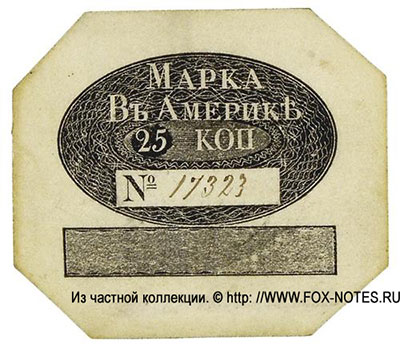 Марка
Въ Америкѣ
25 коп
№ 17323
Из частной коллекции. © http: //WWW.FOX-NOTES.RU